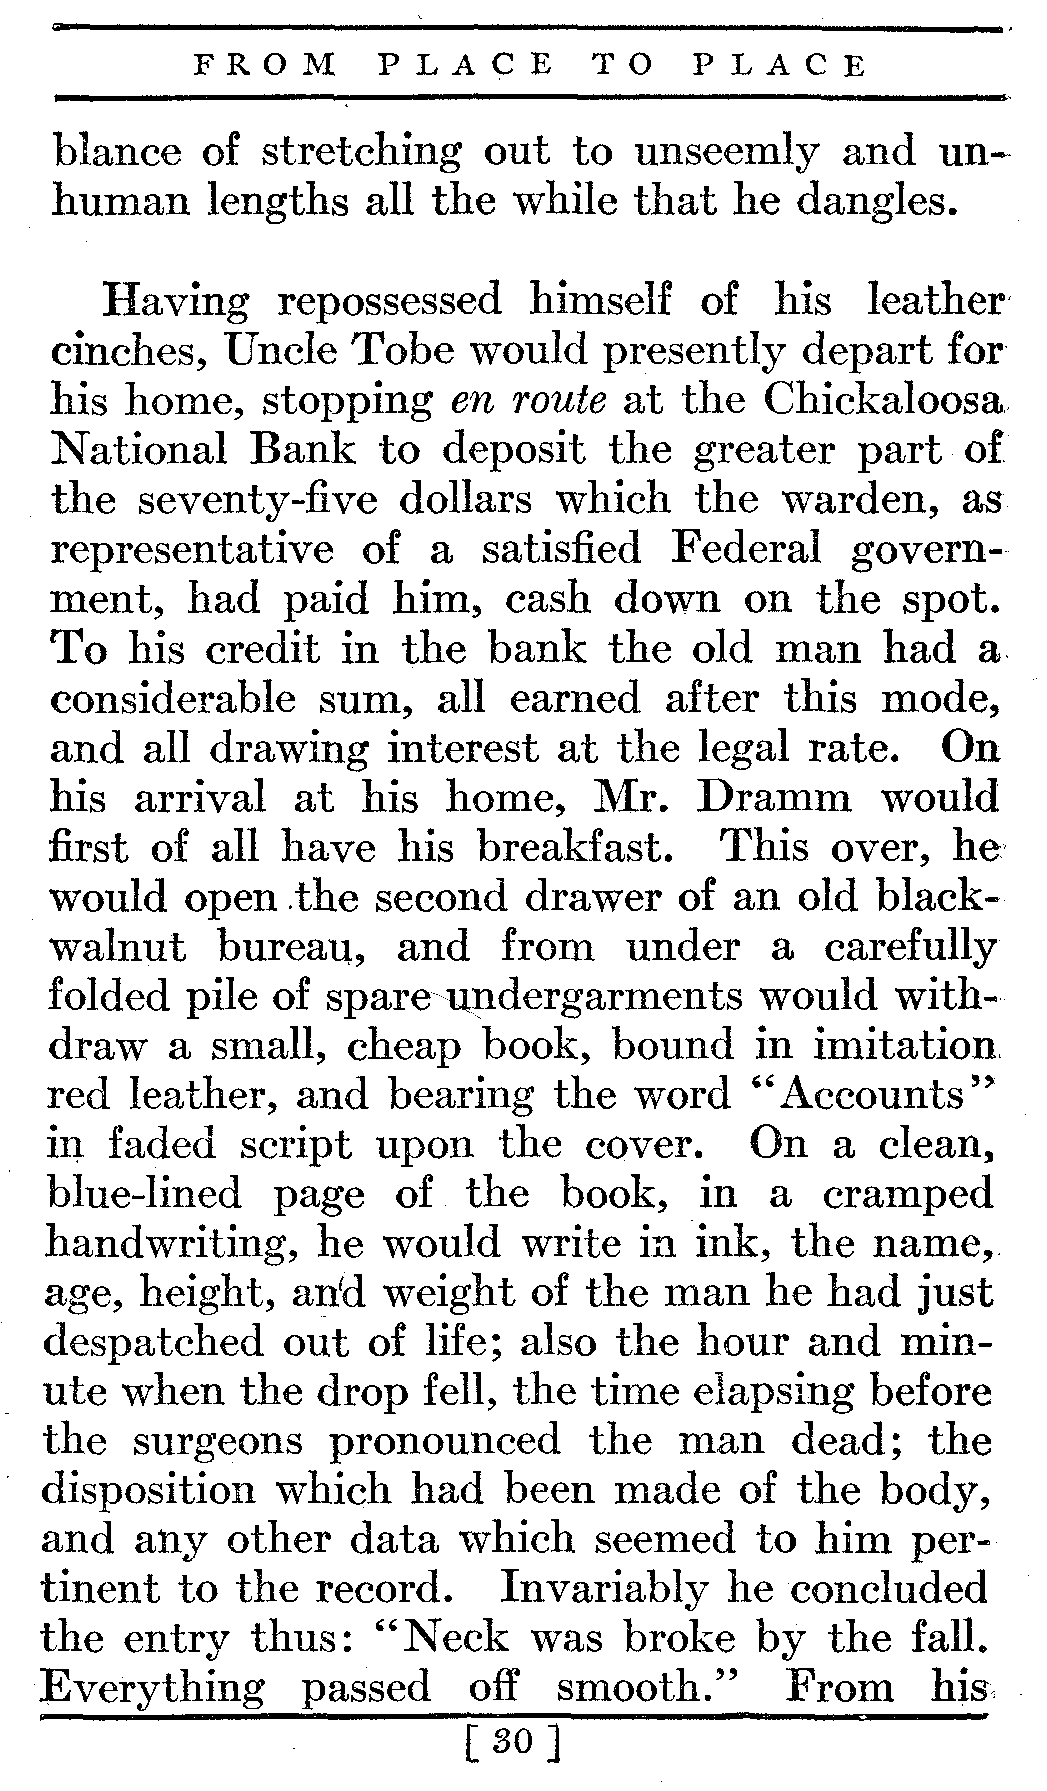 FROM PLACE TO PLACE
blance of stretching out to unseemly and un-
human lengths all the while that he dangles.
Having repossessed himself of his leather
cinches, Uncle Tobe would presently depart for
his home, stopping en route at the Chickaloosa
National Bank to deposit the greater part of
the seventy-five dollars which the warden, as
representative of a satisfied Federal govern-
ment, had paid him, cash down on the spot.
To his credit in the bank the old man had a
considerable sum, all earned after this mode,
and all drawing interest at the legal rate. On
his arrival at his home, Mr. Dramm would
first of all have his breakfast. This over, he
would open the second drawer of an old black-
walnut bureau, and from under a carefully
folded pile of spare undergarments would with-
draw a small, cheap book, bound in imitation
red leather, and bearing the word "Accounts"
in faded script upon the cover. On a clean,
blue-lined page of the book, in a cramped
handwriting, he would write in ink, the name,
age, height, and weight of the man he had just
despatched out of life; also the hour and min-
ute when the drop fell, the time elapsing before
the surgeons pronounced the man dead; the
disposition which had been made of the body,
and any other data which seemed to him per-
tinent to the record. Invariably he concluded
the entry thus: "Neck was broke by the fall.
Everything passed off smooth." From his
[ 30 ]